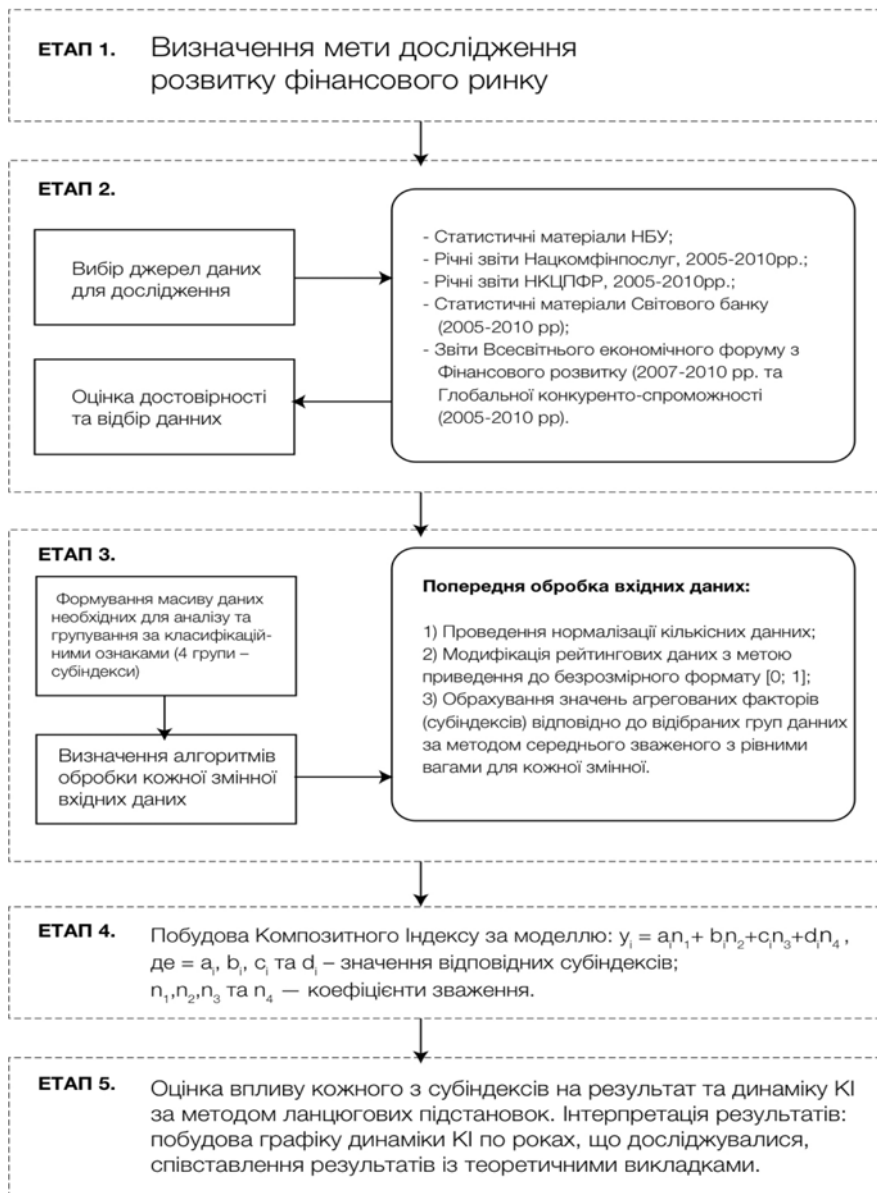 ЕТАП 1. Визначення мети дослідження
розвитку фінансового ринку
ЕТАП 2.
Вибір джерел даних
для дослідження
- Статистичні матеріали НБУ;
- Річні звіти Нацкомфінпослуг, 2005-2010рр.;
- Річні звіти НКЦПФР, 2005-2010рр.;
- Статистичні матеріали Світового банку
(2005-2010 рр);
- Звіти Всесвітнього економічного форуму з
Фінансового розвитку (2007-2010 рр. та
Глобальної конкуренто-спроможності
(2005-2010 рр).
Оцінка достовірності
та відбір данних
ЕТАП 3.
Формування масиву даних
необхідних для аналізу та
групування за класифікацій-
ними ознаками (4 групи –
субіндекси)
Визначення алгоритмів
обробки кожної змінної
вхідних даних
Попередня обробка вхідних даних:
1) Проведення нормалізації кількісних данних;
2) Модифікація рейтингових даних з метою
приведення до безрозмірного формату [0; 1];
3) Обрахування значень агрегованих факторів
(субіндексів) відповідно до відібраних груп данних
за методом середнього зваженого з рівними
вагами для кожної змінної.
ЕТАП 4. Побудова Композитного Індексу за моделлю: yᵢ = aᵢn₁+ bᵢn₂+cᵢn₃+dᵢn₄ ,
де = aᵢ, bᵢ, cᵢ та dᵢ – значення відповідних субіндексів;
n₁,n₂,n₃ та n₄ — коефіцієнти зваження.
ЕТАП 5. Оцінка впливу кожного з субіндексів на результат та динаміку КІ
за методом ланцюгових підстановок. Інтерпретація результатів:
побудова графіку динаміки КІ по роках, що досліджувалися,
співставлення результатів із теоретичними викладками.